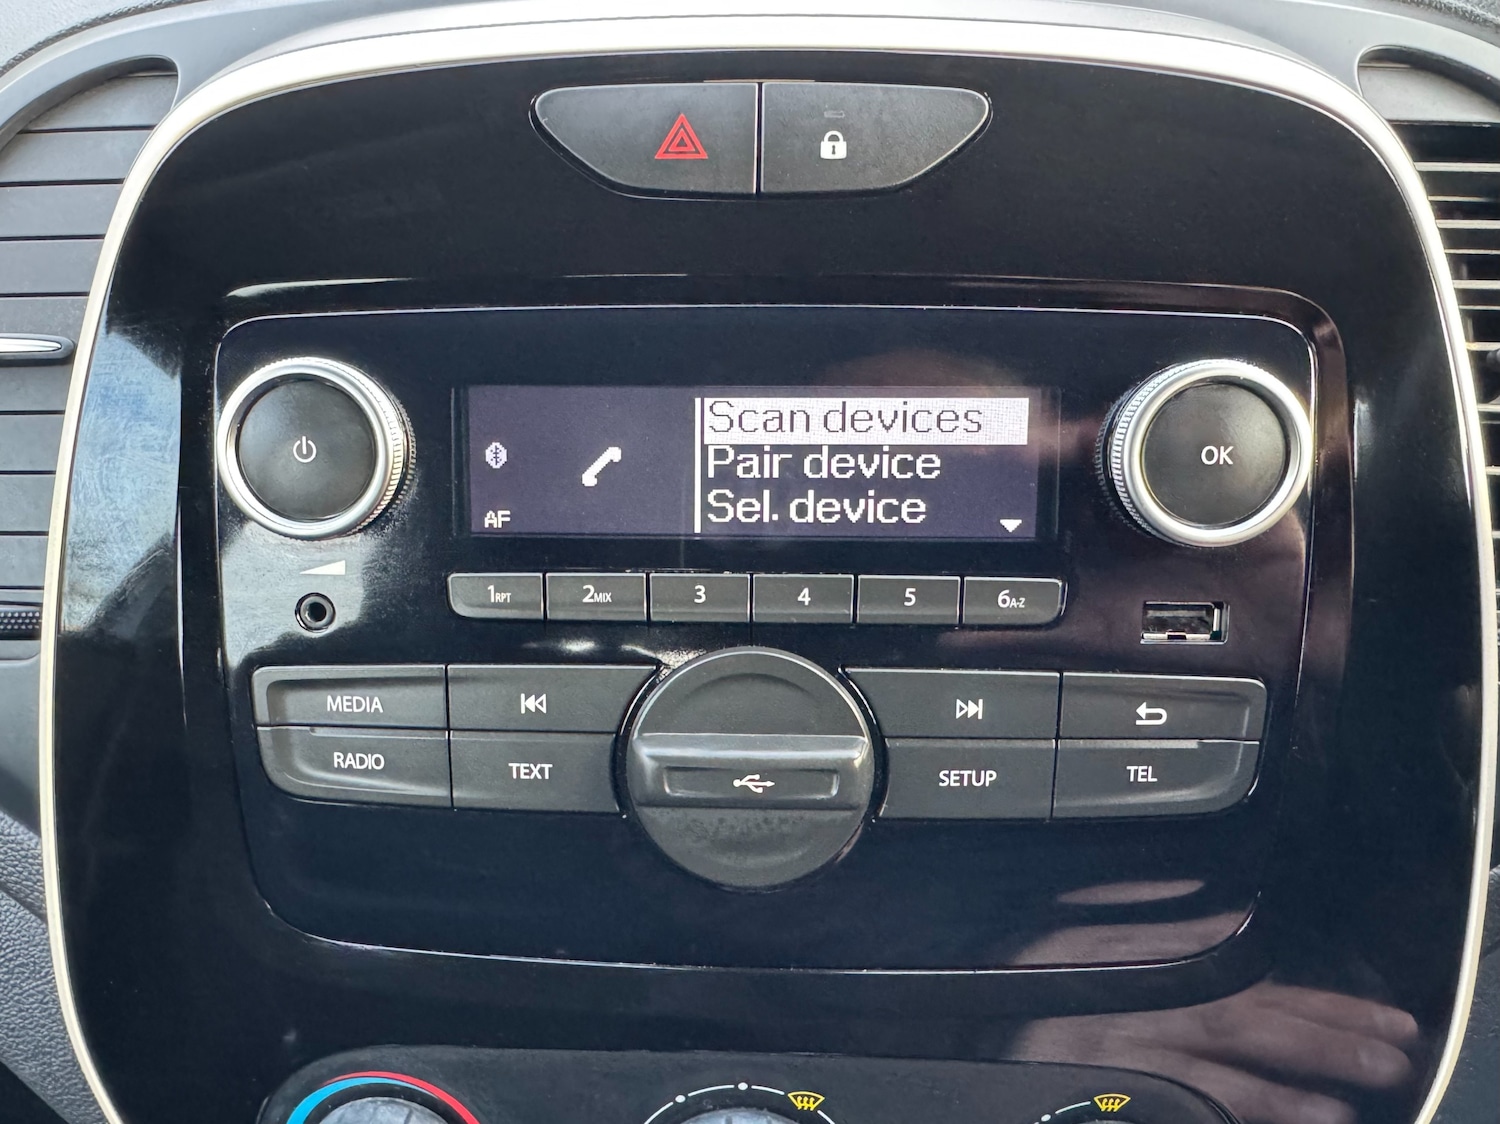 Scan devices
Pair device
Sel. device
AF
OK
1RPT
2MIX
3
4
5
6A-Z
MEDIA
RADIO
TEXT
SETUP
TEL